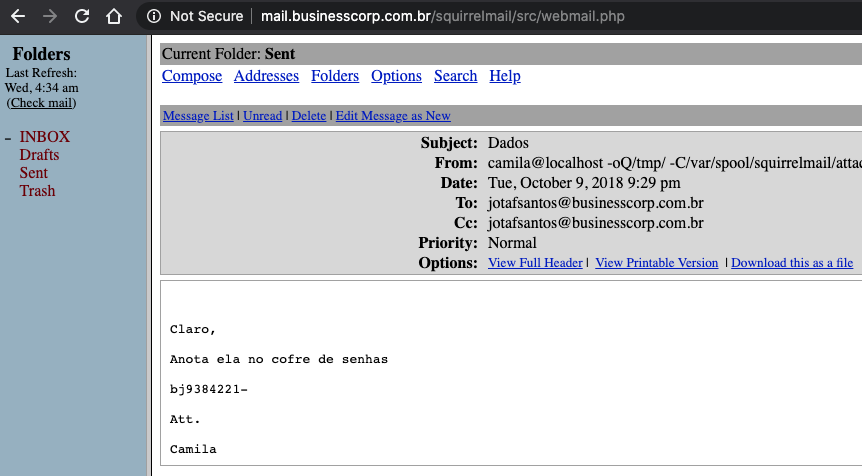 Not Secure | mail.businesscorp.com.br/squirrelmail/src/webmail.php
Folders
Last Refresh:
Wed, 4:34 am
(Check mail)
– INBOX
Drafts
Sent
Trash
Current Folder: Sent
Compose Addresses Folders Options Search Help
Message List | Unread | Delete | Edit Message as New
Subject: Dados
From: camila@localhost -oQ/tmp/ -C/var/spool/squirrelmail/attac
Date: Tue, October 9, 2018 9:29 pm
To: jotafsantos@businesscorp.com.br
Cc: jotafsantos@businesscorp.com.br
Priority: Normal
Options: View Full Header | View Printable Version | Download this as a file
Claro,
Anota ela no cofre de senhas
bj9384221-
Att.
Camila